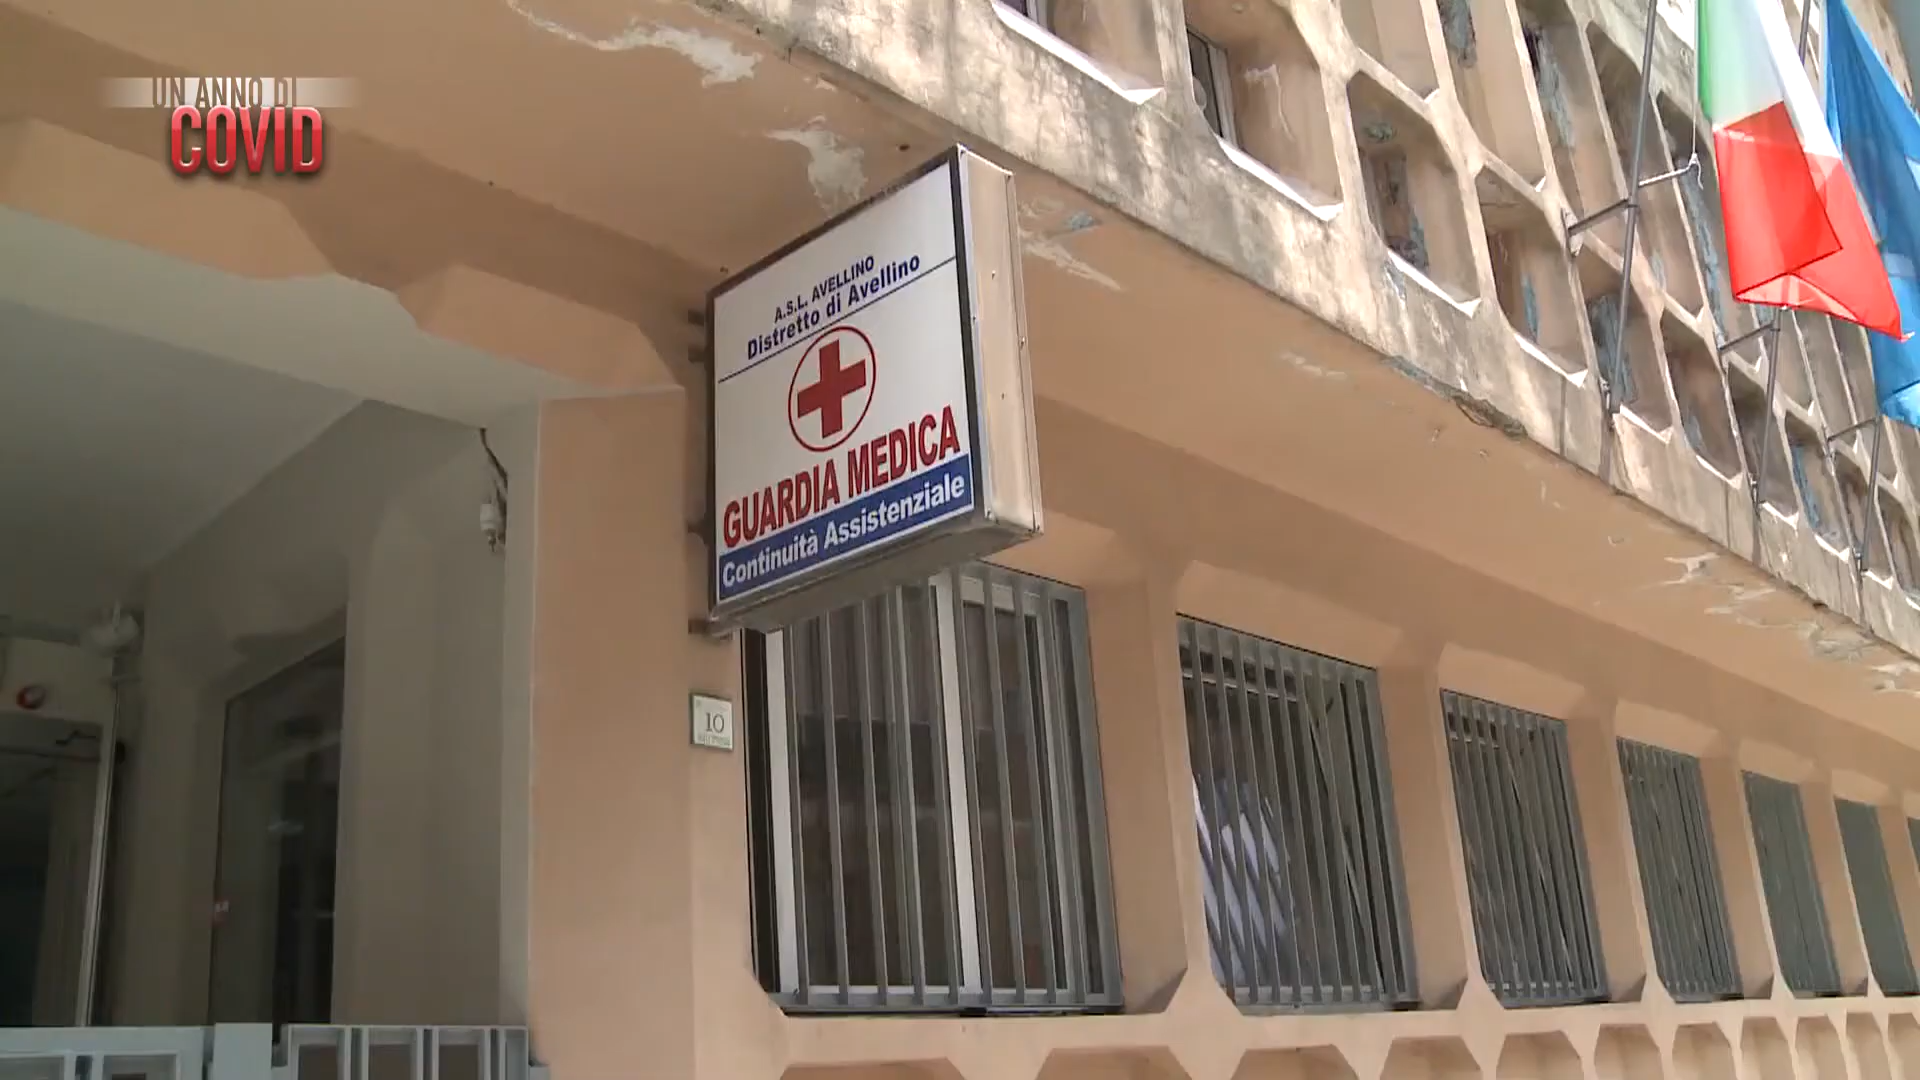 UN ANNO DI
COVID
A.S.L. AVELLINO
Distretto di Avellino
GUARDIA MEDICA
Continuità Assistenziale
10